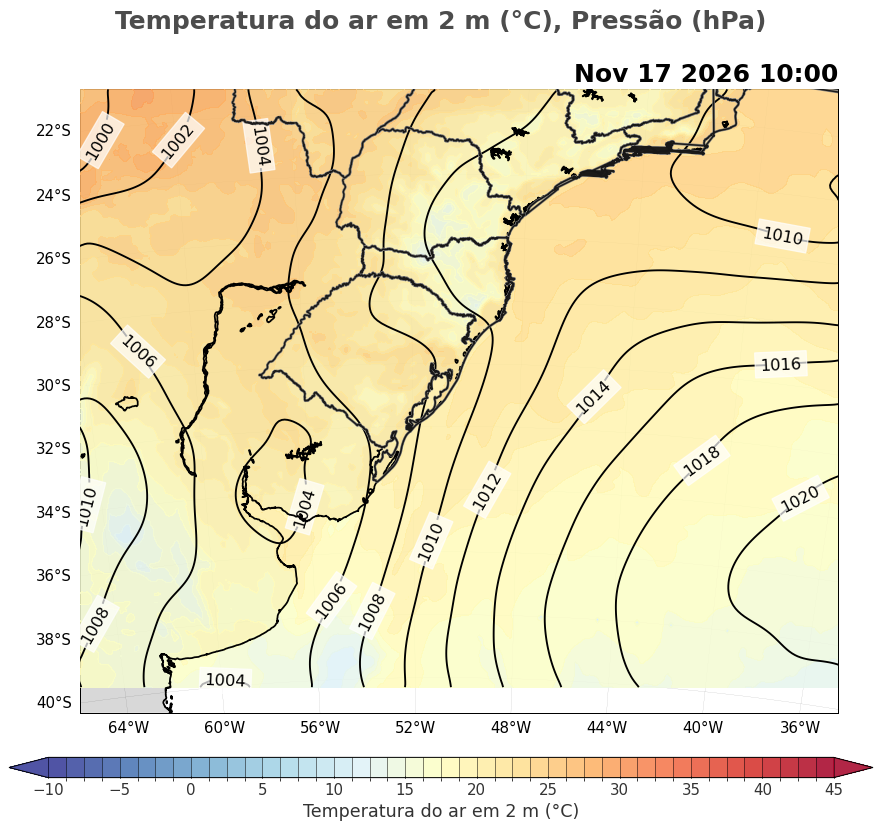 Temperatura do ar em 2 m (°C), Pressão (hPa)
Nov 17 2026 10:00
22°S
24°S
26°S
28°S
30°S
32°S
34°S
36°S
38°S
40°S
1000
1002
1004
1010
1006
1014
1016
1018
1020
1012
1010
1004
1010
1006
1008
1008
1004
64°W
60°W
56°W
52°W
48°W
44°W
40°W
36°W
−10
−5
0
5
10
15
20
25
30
35
40
45
Temperatura do ar em 2 m (°C)